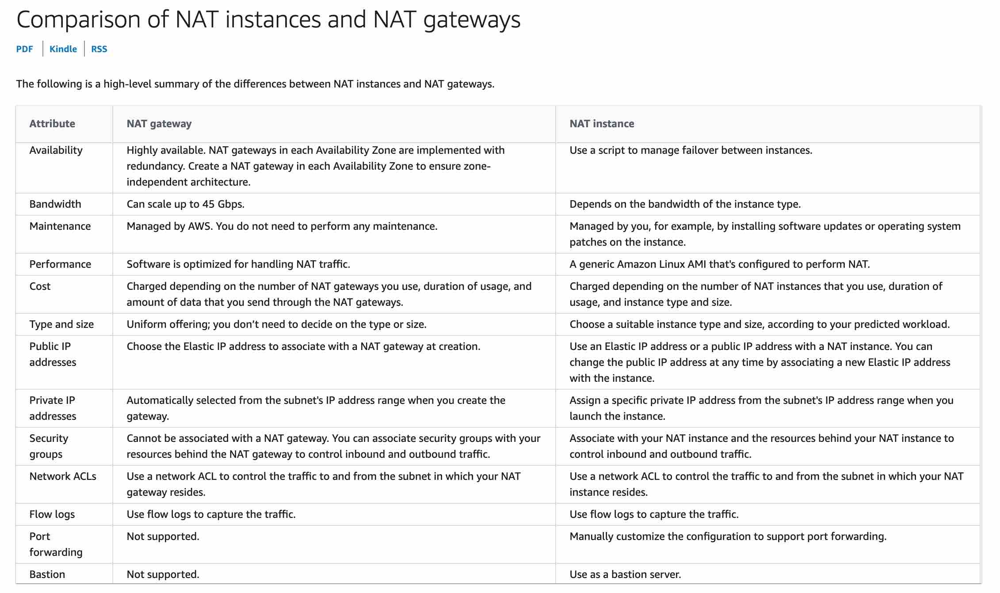 Comparison of NAT instances and NAT gateways
PDF | Kindle | RSS
The following is a high-level summary of the differences between NAT instances and NAT gateways.
Attribute NAT gateway NAT instance
Availability Highly available. NAT gateways in each Availability Zone are implemented with Use a script to manage failover between instances.
redundancy. Create a NAT gateway in each Availability Zone to ensure zone-
independent architecture.
Bandwidth Can scale up to 45 Gbps. Depends on the bandwidth of the instance type.
Maintenance Managed by AWS. You do not need to perform any maintenance. Managed by you, for example, by installing software updates or operating system
patches on the instance.
Performance Software is optimized for handling NAT traffic. A generic Amazon Linux AMI that's configured to perform NAT.
Cost Charged depending on the number of NAT gateways you use, duration of usage, and Charged depending on the number of NAT instances that you use, duration of
amount of data that you send through the NAT gateways. usage, and instance type and size.
Type and size Uniform offering; you don’t need to decide on the type or size. Choose a suitable instance type and size, according to your predicted workload.
Public IP Choose the Elastic IP address to associate with a NAT gateway at creation. Use an Elastic IP address or a public IP address with a NAT instance. You can
addresses change the public IP address at any time by associating a new Elastic IP address
with the instance.
Private IP Automatically selected from the subnet's IP address range when you create the Assign a specific private IP address from the subnet's IP address range when you
addresses gateway. launch the instance.
Security Cannot be associated with a NAT gateway. You can associate security groups with your Associate with your NAT instance and the resources behind your NAT instance to
groups resources behind the NAT gateway to control inbound and outbound traffic. control inbound and outbound traffic.
Network ACLs Use a network ACL to control the traffic to and from the subnet in which your NAT Use a network ACL to control the traffic to and from the subnet in which your NAT
gateway resides. instance resides.
Flow logs Use flow logs to capture the traffic. Use flow logs to capture the traffic.
Port Not supported. Manually customize the configuration to support port forwarding.
forwarding
Bastion Not supported. Use as a bastion server.